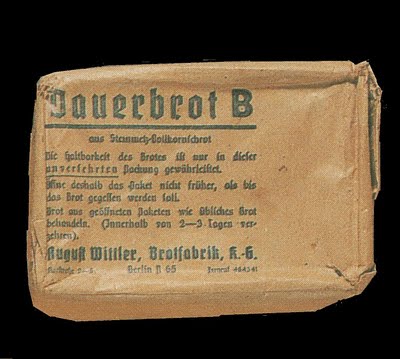 Dauerbrot B
aus Steinmetz-Vollkornschrot
Die Haltbarkeit des Brotes ist nur in dieser
unversehrten Packung gewährleistet.
Öffne deshalb das Paket nicht früher, als bis
das Brot gegessen werden soll.
Brot aus geöffneten Paketen wie übliches Brot
behandeln. (Innerhalb von 2—3 Tagen ver-
zehren).
August Wittler, Brotfabrik, K.-G.
Berlin N 65